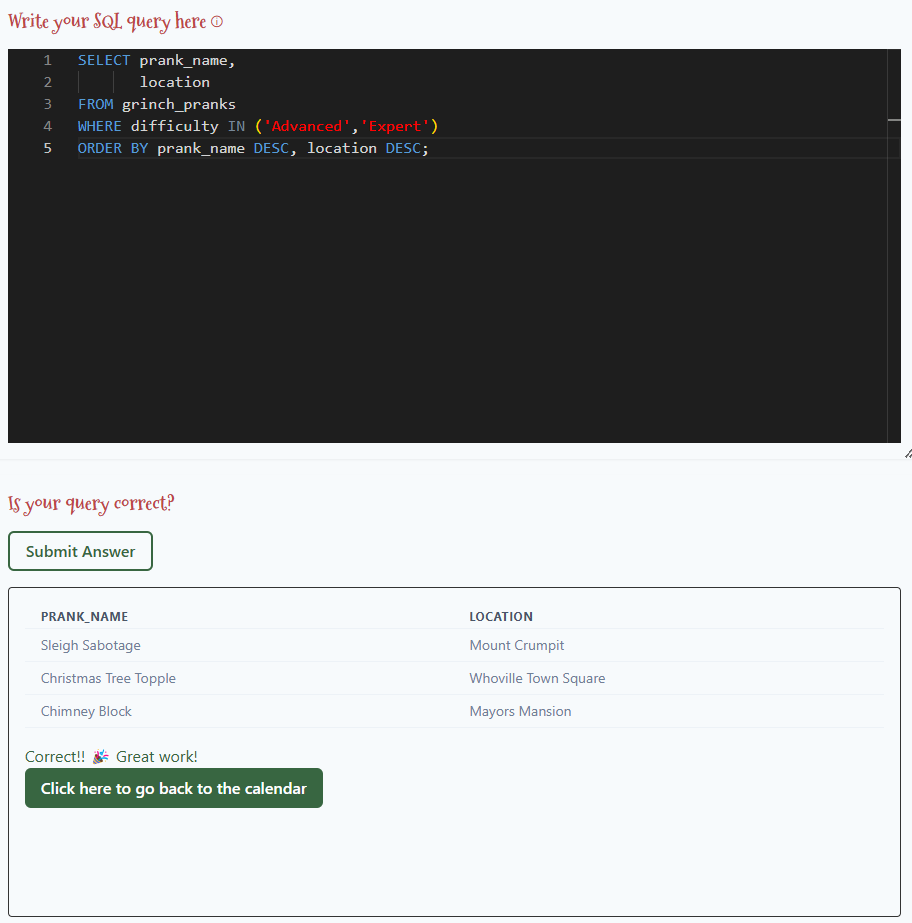 Write your SQL query here ⓘ
1 SELECT prank_name,
2 location
3 FROM grinch_pranks
4 WHERE difficulty IN ('Advanced','Expert')
5 ORDER BY prank_name DESC, location DESC;
Is your query correct?
Submit Answer
PRANK_NAME LOCATION
Sleigh Sabotage Mount Crumpit
Christmas Tree Topple Whoville Town Square
Chimney Block Mayors Mansion
Correct!! 🎉 Great work!
Click here to go back to the calendar